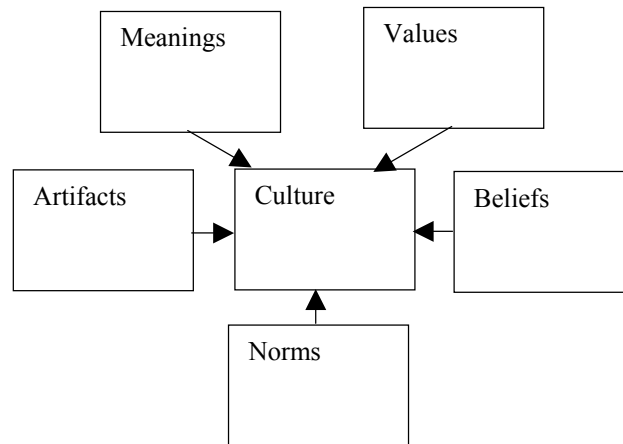 Meanings
Values
Artifacts
Culture
Beliefs
Norms